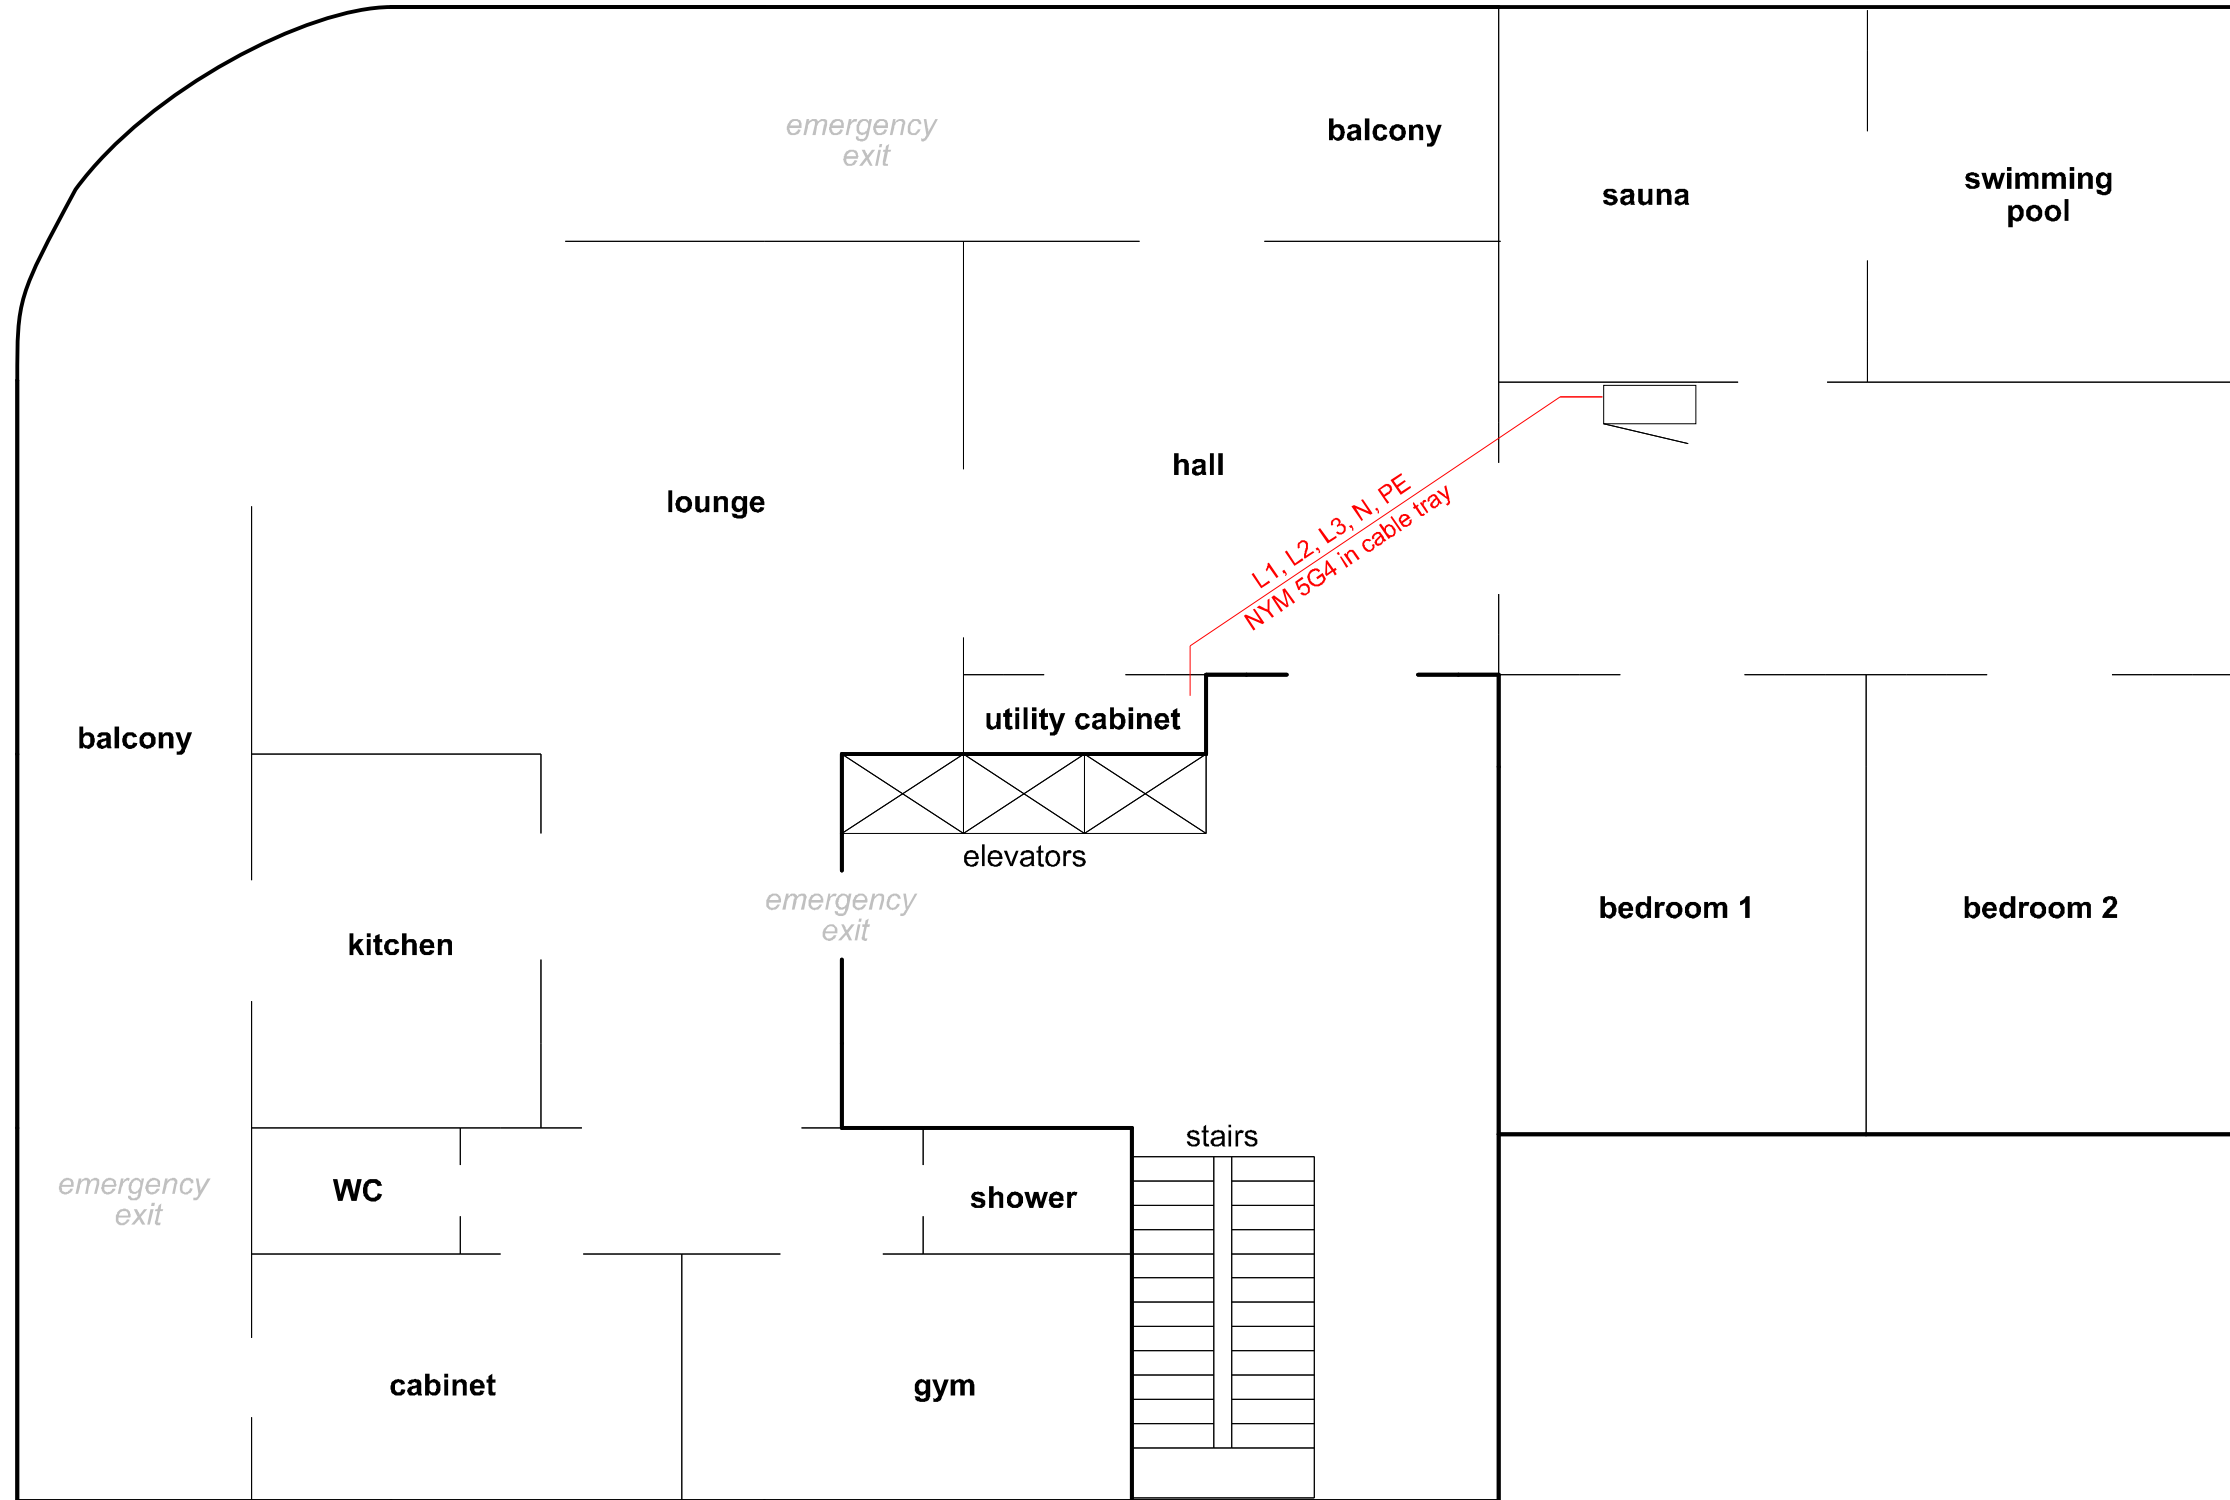 emergency
exit
balcony
sauna
swimming
pool
lounge
hall
L1, L2, L3, N, PE
NYM 5G4 in cable tray
utility cabinet
balcony
elevators
emergency
exit
kitchen
bedroom 1
bedroom 2
stairs
emergency
exit
WC
shower
cabinet
gym